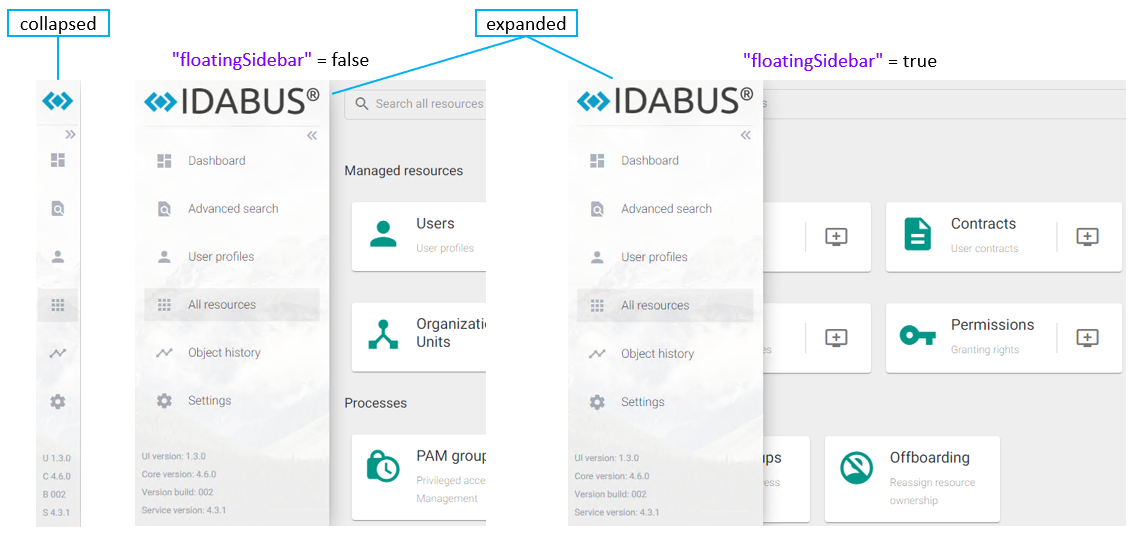 collapsed
expanded
"floatingSidebar" = false
"floatingSidebar" = true
U 1.3.0
C 4.6.0
B 002
S 4.3.1
IDABUS®
Dashboard
Advanced search
User profiles
All resources
Object history
Settings
UI version: 1.3.0
Core version: 4.6.0
Version build: 002
Service version: 4.3.1
Search all resources
Managed resources
Users
User profiles
Organizatio
Units
Processes
PAM group
Privileged acce
Management
IDABUS®
Dashboard
Advanced search
User profiles
All resources
Object history
Settings
UI version: 1.3.0
Core version: 4.6.0
Version build: 002
Service version: 4.3.1
s
Contracts
User contracts
es
Permissions
Granting rights
ups
ess
Offboarding
Reassign resource
ownership